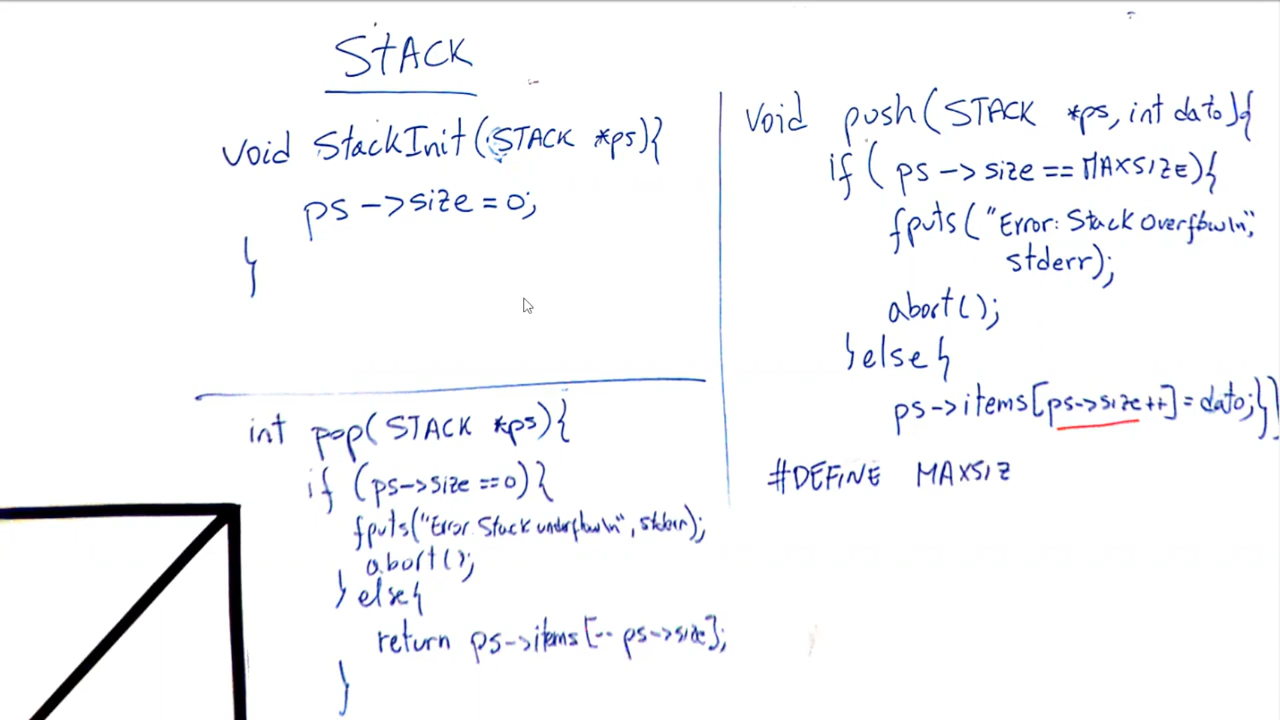 STACK
void StackInit(STACK *ps){
ps->size=0;
}
int pop(STACK *ps){
if (ps->size==0){
fputs("Error Stack underflow\n", stderr);
abort();
} else{
return ps->items[-- ps->size];
}
void push(STACK *ps, int dato){
if ( ps->size == MAXSIZE){
fputs("Error: Stack Overflow\n",
stderr);
abort();
}else{
ps->items[ps->size++]=dato;}}
#DEFINE MAXSIZ